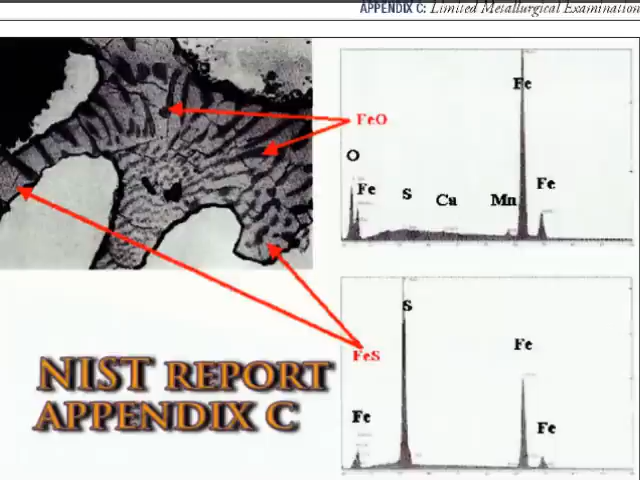 APPENDIX C: Limited Metallurgical Examination
Fe
FeO
O
Fe
S
Ca
Mn
Fe
S
Fe
FeS
NIST REPORT
APPENDIX C
Fe
Fe